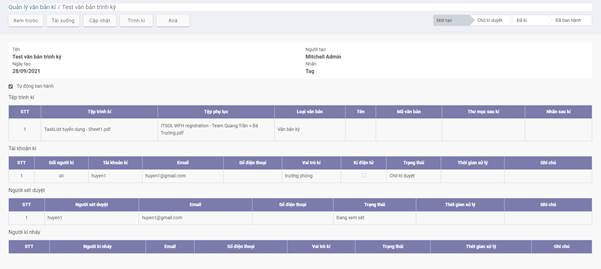 Quản lý văn bản kí / Test văn bản trình ký
Xem trước Tải xuống Cập nhật Trình kí Xoá
Mới tạo Chờ kí duyệt Đã kí Đã ban hành
Tên Người tạo
Test văn bản trình ký Mitchell Admin
Ngày tạo Nhãn
28/09/2021 Tag
Tự động ban hành
Tệp trình kí
STT Tệp trình kí Tệp phụ lục Loại văn bản Tên Mã văn bản Thư mục sau kí Nhãn sau kí
1 TaskList tuyển dụng - Sheet1.pdf ITSOL WFH registration - Team Quang Trần + Bá Trường.pdf Văn bản ký
Tài khoản kí
STT Đổi người kí Tài khoản kí Email Số điện thoại Vai trò kí Kí điện tử Trạng thái Thời gian xử lý Ghi chú
1 huyen1 huyen1@gmail.com trưởng phòng Chờ kí duyệt
Người xét duyệt
STT Người xét duyệt Email Số điện thoại Trạng thái Thời gian xử lý Ghi chú
1 huyen1 huyen1@gmail.com Đang xem xét
Người kí nháy
STT Người kí nháy Email Số điện thoại Vai trò kí Trạng thái Thời gian xử lý Ghi chú